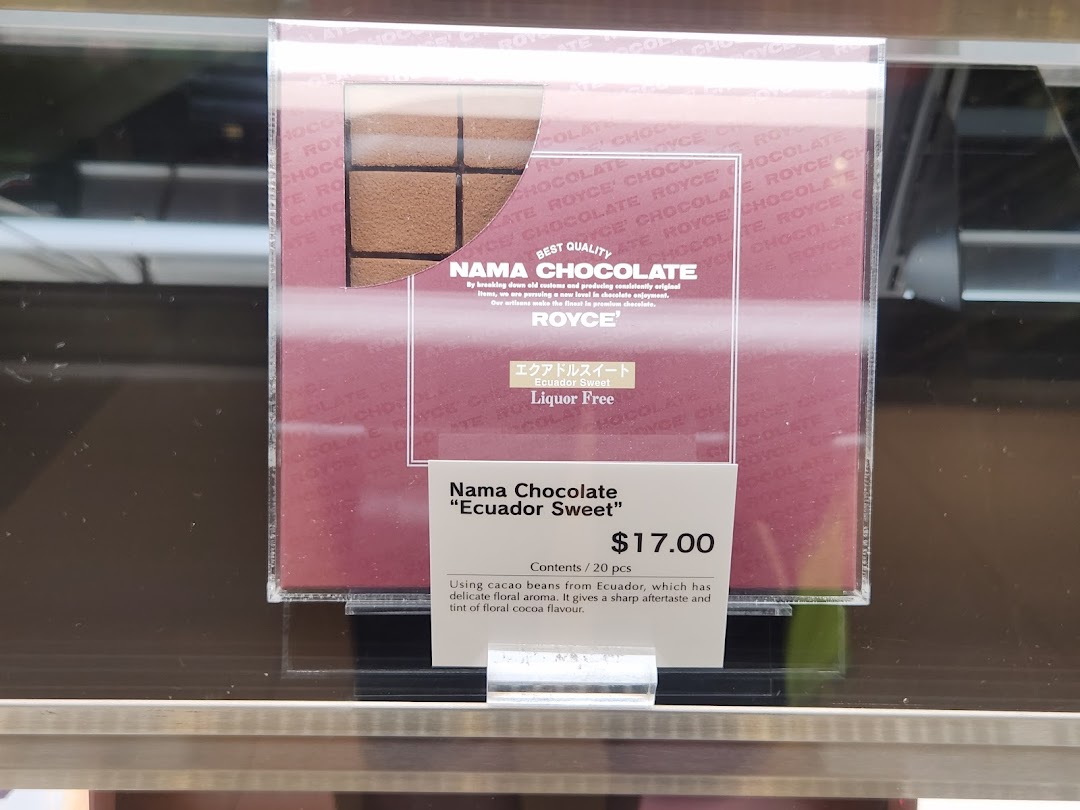 BEST QUALITY
NAMA CHOCOLATE
By breaking down old customs and producing consistently original
items, we are pursuing a new level in chocolate enjoyment.
Our artisans make the finest in premium chocolate.
ROYCE'
エクアドルスイート
Ecuador Sweet
Liquor Free
Nama Chocolate
“Ecuador Sweet”
$17.00
Contents / 20 pcs
Using cacao beans from Ecuador, which has
delicate floral aroma. It gives a sharp aftertaste and
tint of floral cocoa flavour.